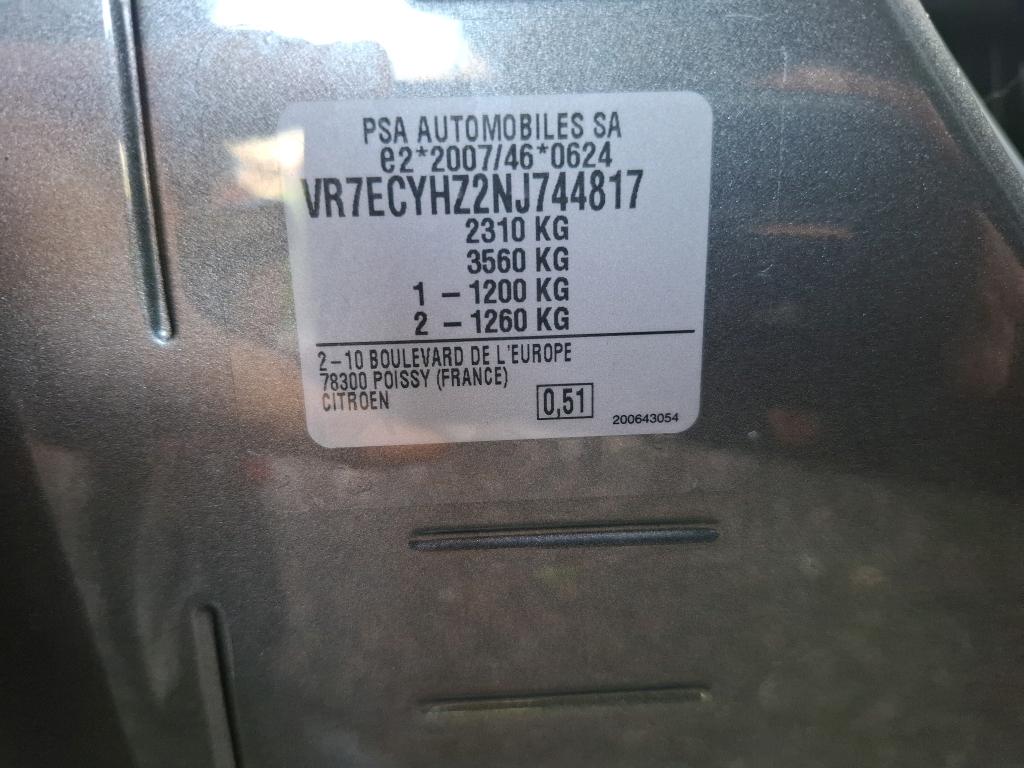 PSA AUTOMOBILES SA
e2*2007/46*0624
VR7ECYHZ2NJ744817
2310 KG
3560 KG
1 – 1200 KG
2 – 1260 KG
2–10 BOULEVARD DE L'EUROPE
78300 POISSY (FRANCE)
CITROEN
0,51
200643054